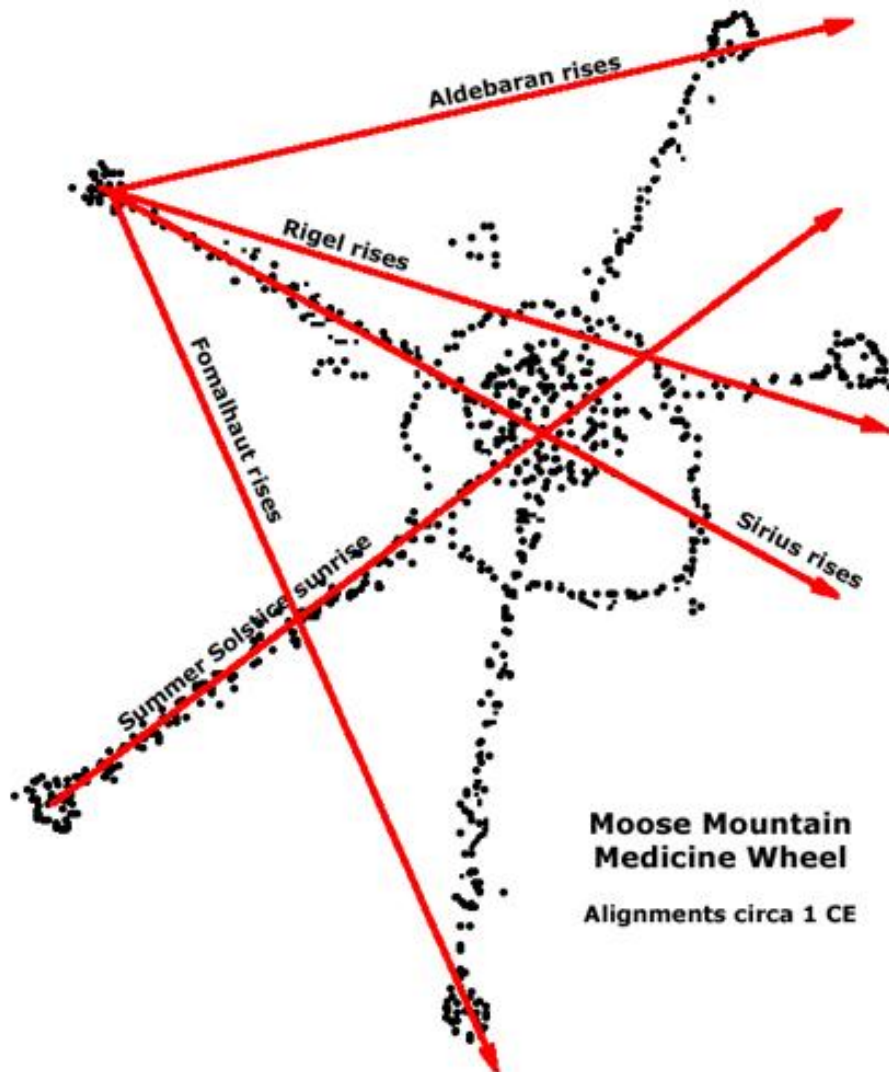 Aldebaran rises
Rigel rises
Fomalhaut rises
Summer Solstice sunrise
Sirius rises
Moose Mountain
Medicine Wheel
Alignments circa 1 CE